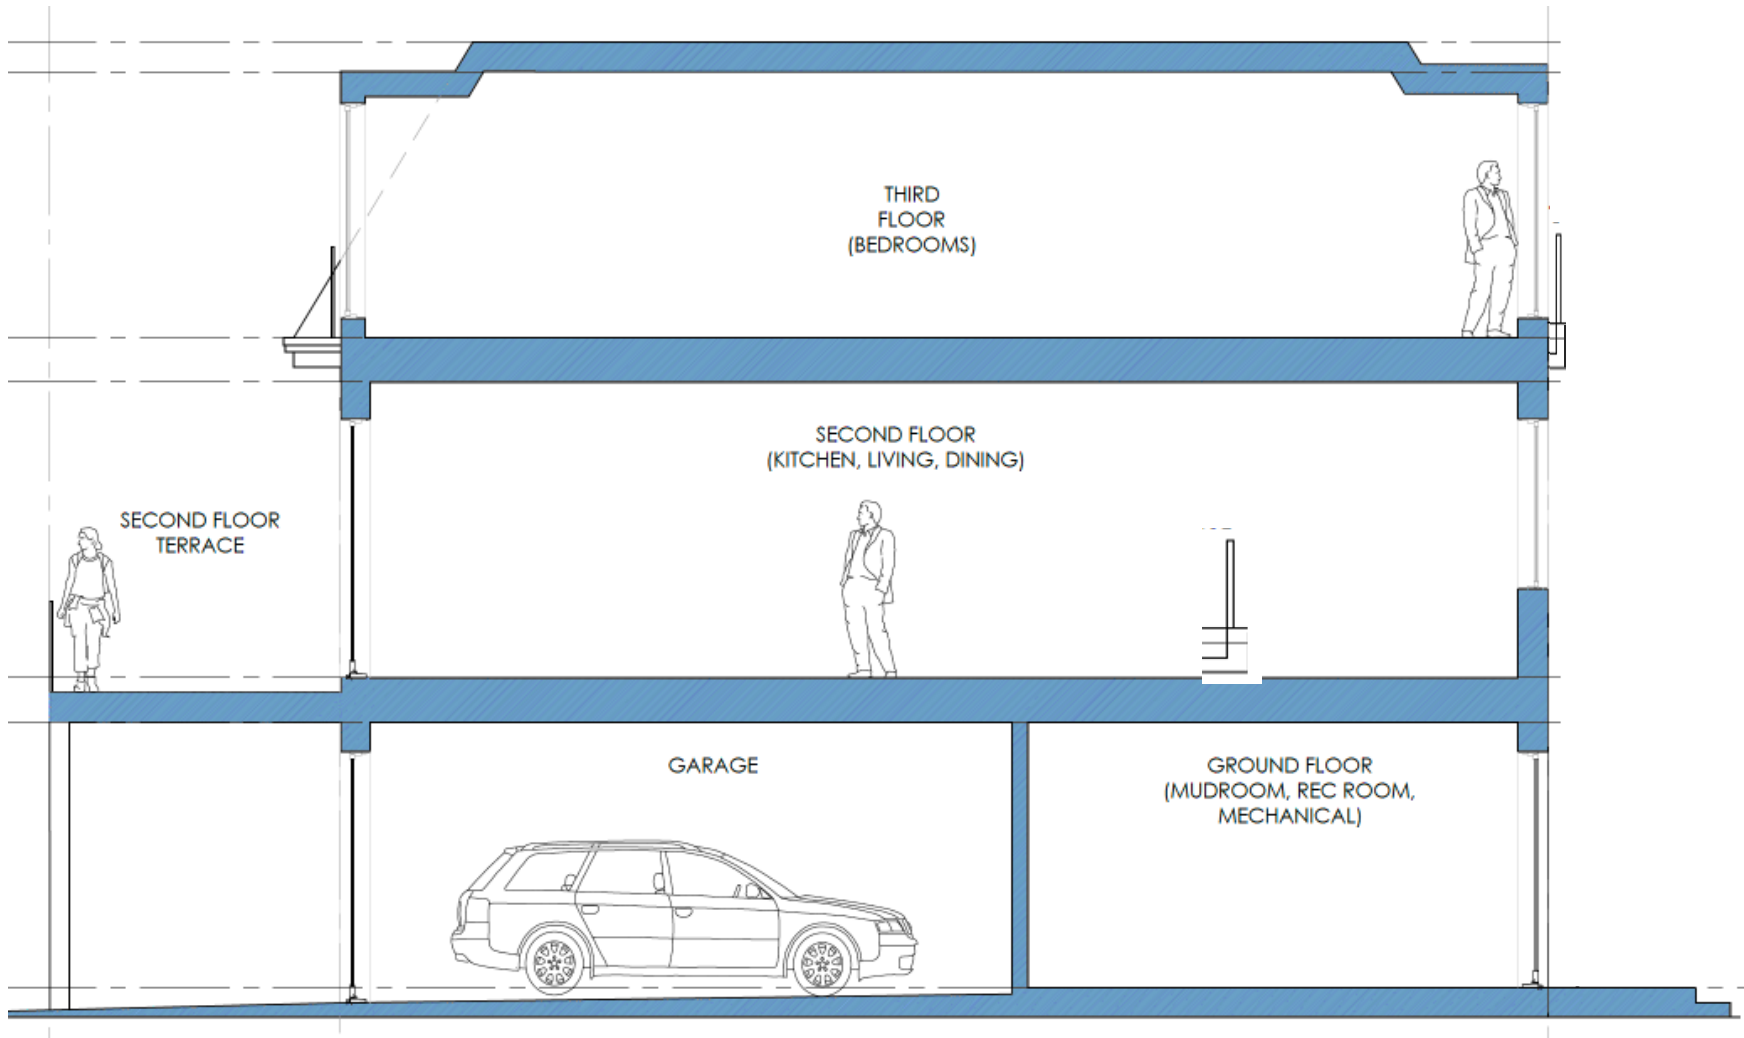 THIRD
FLOOR
(BEDROOMS)
SECOND FLOOR
(KITCHEN, LIVING, DINING)
SECOND FLOOR
TERRACE
GARAGE
GROUND FLOOR
(MUDROOM, REC ROOM,
MECHANICAL)